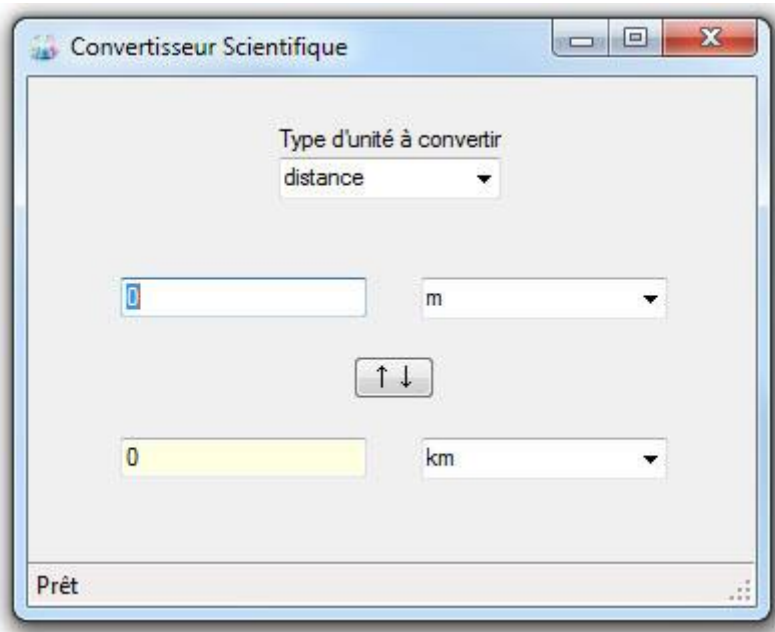 Convertisseur Scientifique
Type d'unité à convertir
distance
0 m
↑ ↓
0 km
Prêt